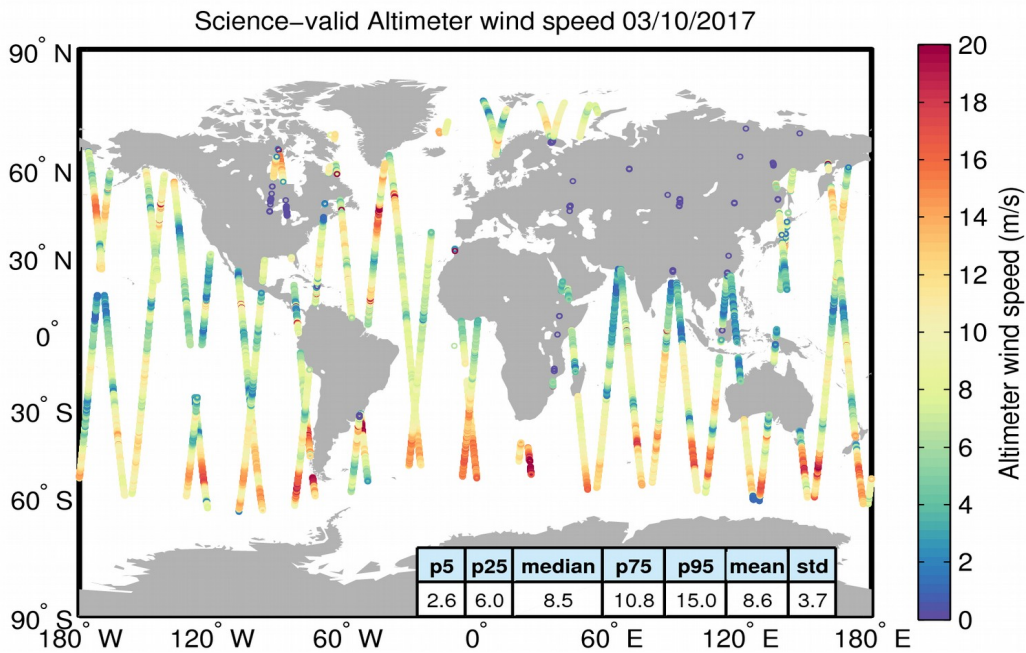 Science−valid Altimeter wind speed 03/10/2017
90° N
60° N
30° N
0°
30° S
60° S
90° S
180° W
120° W
60° W
0°
60° E
120° E
180° E
p5 p25 median p75 p95 mean std
2.6 6.0 8.5 10.8 15.0 8.6 3.7
20
18
16
14
12
10
8
6
4
2
0
Altimeter wind speed (m/s)